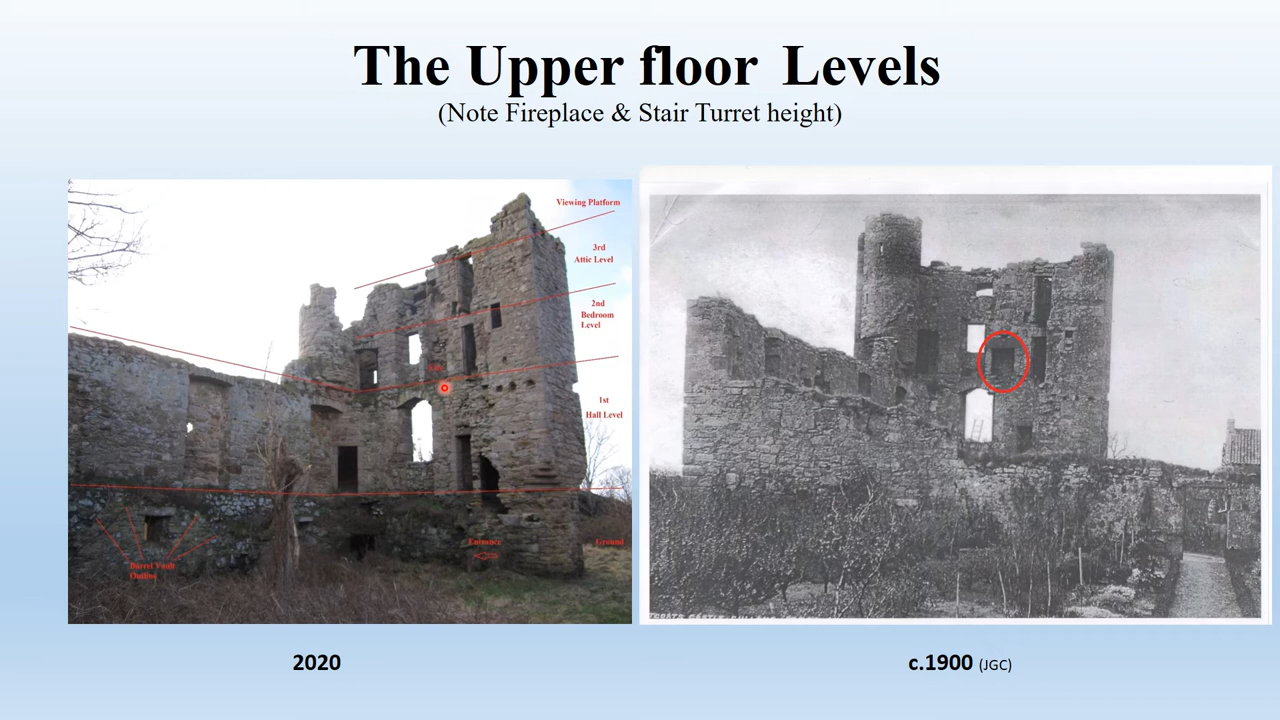 The Upper floor Levels
(Note Fireplace & Stair Turret height)
Viewing Platform
3rd
Attic Level
2nd
Bedroom
Level
1st
Hall Level
Entrance
Ground
Barrel Vault
Outline
2020
c.1900 (JGC)